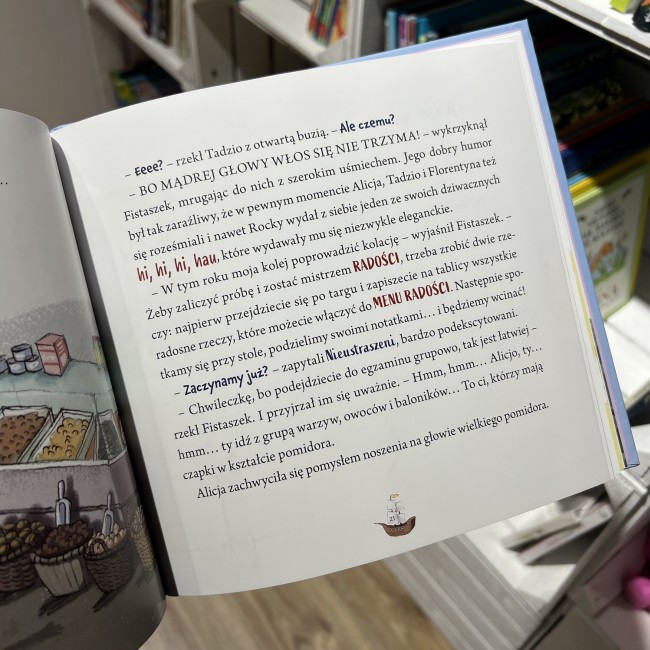 – Eeee? – rzekł Tadzio z otwartą buzią. – Ale czemu?
– BO MĄDREJ GŁOWY WŁOS SIĘ NIE TRZYMA! – wykrzyknął
Fistaszek, mrugając do nich z szerokim uśmiechem. Jego dobry humor
był tak zaraźliwy, że w pewnym momencie Alicja, Tadzio i Florentyna też
się roześmiali i nawet Rocky wydał z siebie jeden ze swoich dziwacznych
hi, hi, hi, hau, które wydawały mu się niezwykle eleganckie.
– W tym roku moja kolej poprowadzić kolację – wyjaśnił Fistaszek. –
Żeby zaliczyć próbę i zostać mistrzem RADOŚCI, trzeba zrobić dwie rze-
czy: najpierw przejdziecie się po targu i zapiszecie na tablicy wszystkie
radosne rzeczy, które możecie włączyć do MENU RADOŚCI. Następnie spo-
tkamy się przy stole, podzielimy swoimi notatkami… i będziemy wcinać!
– Zaczynamy już? – zapytali Nieustraszeni, bardzo podekscytowani.
– Chwileczkę, bo podejdziecie do egzaminu grupowo, tak jest łatwiej –
rzekł Fistaszek. I przyjrzał im się uważnie. – Hmm, hmm… Alicjo, ty…
hmm… ty idź z grupą warzyw, owoców i baloników… To ci, którzy mają
czapki w kształcie pomidora.
Alicja zachwyciła się pomysłem noszenia na głowie wielkiego pomidora.